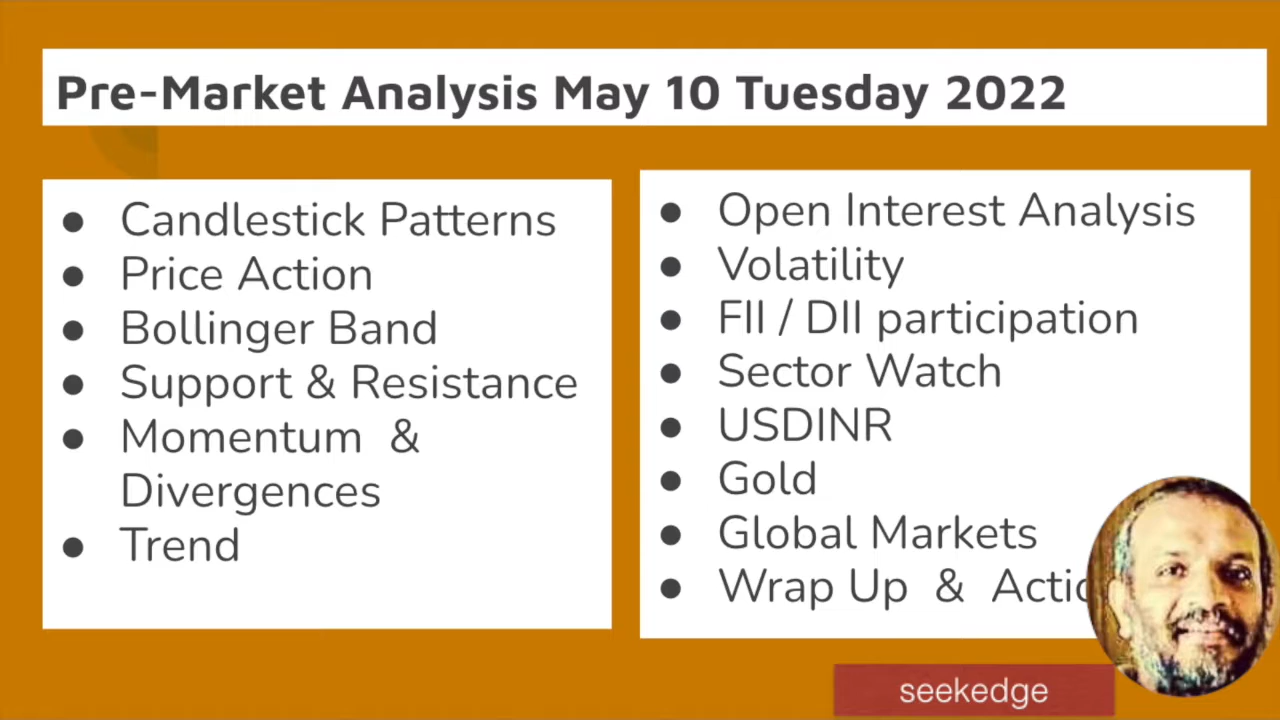 Pre-Market Analysis May 10 Tuesday 2022
● Candlestick Patterns
● Price Action
● Bollinger Band
● Support & Resistance
● Momentum &
Divergences
● Trend
● Open Interest Analysis
● Volatility
● FII / DII participation
● Sector Watch
● USDINR
● Gold
● Global Markets
● Wrap Up &
seekedge